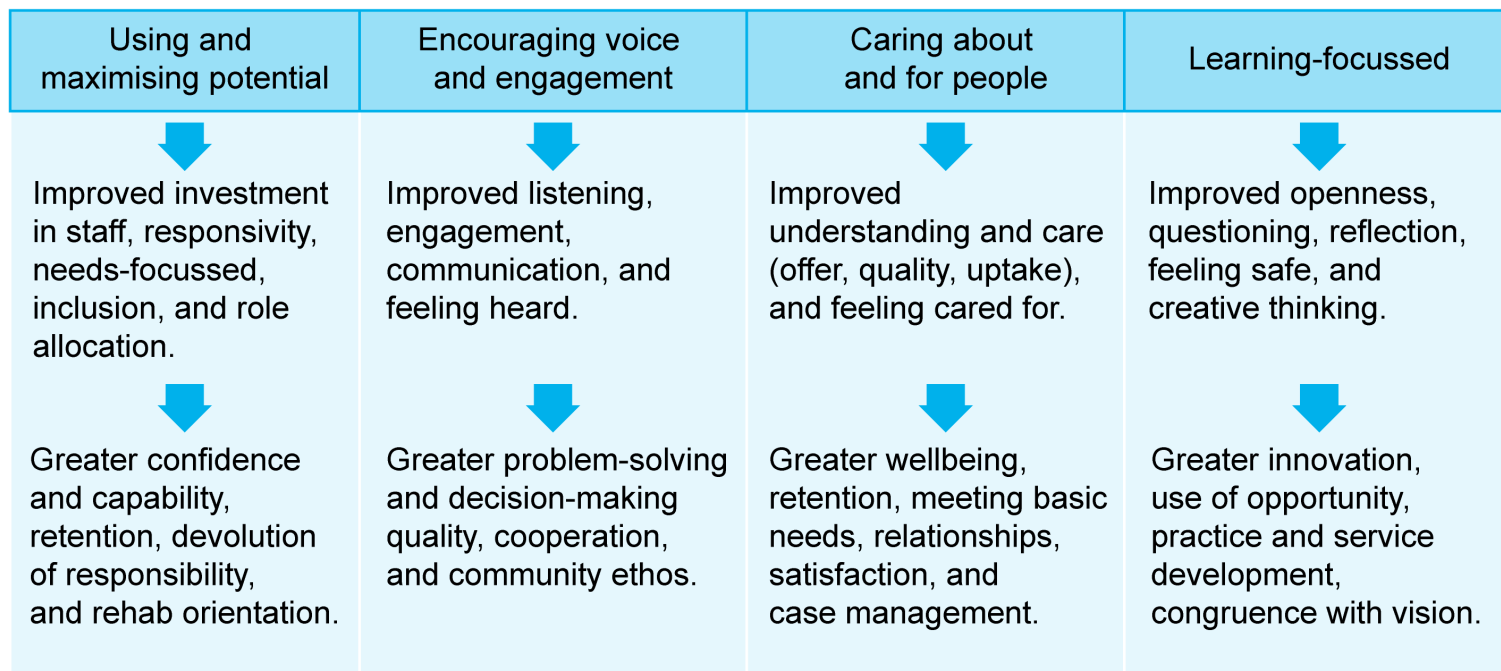 Using and
maximising potential
Encouraging voice
and engagement
Caring about
and for people
Learning-focussed
Improved investment
in staff, responsivity,
needs-focussed,
inclusion, and role
allocation.
Improved listening,
engagement,
communication, and
feeling heard.
Improved
understanding and care
(offer, quality, uptake),
and feeling cared for.
Improved openness,
questioning, reflection,
feeling safe, and
creative thinking.
Greater confidence
and capability,
retention, devolution
of responsibility,
and rehab orientation.
Greater problem-solving
and decision-making
quality, cooperation,
and community ethos.
Greater wellbeing,
retention, meeting basic
needs, relationships,
satisfaction, and
case management.
Greater innovation,
use of opportunity,
practice and service
development,
congruence with vision.